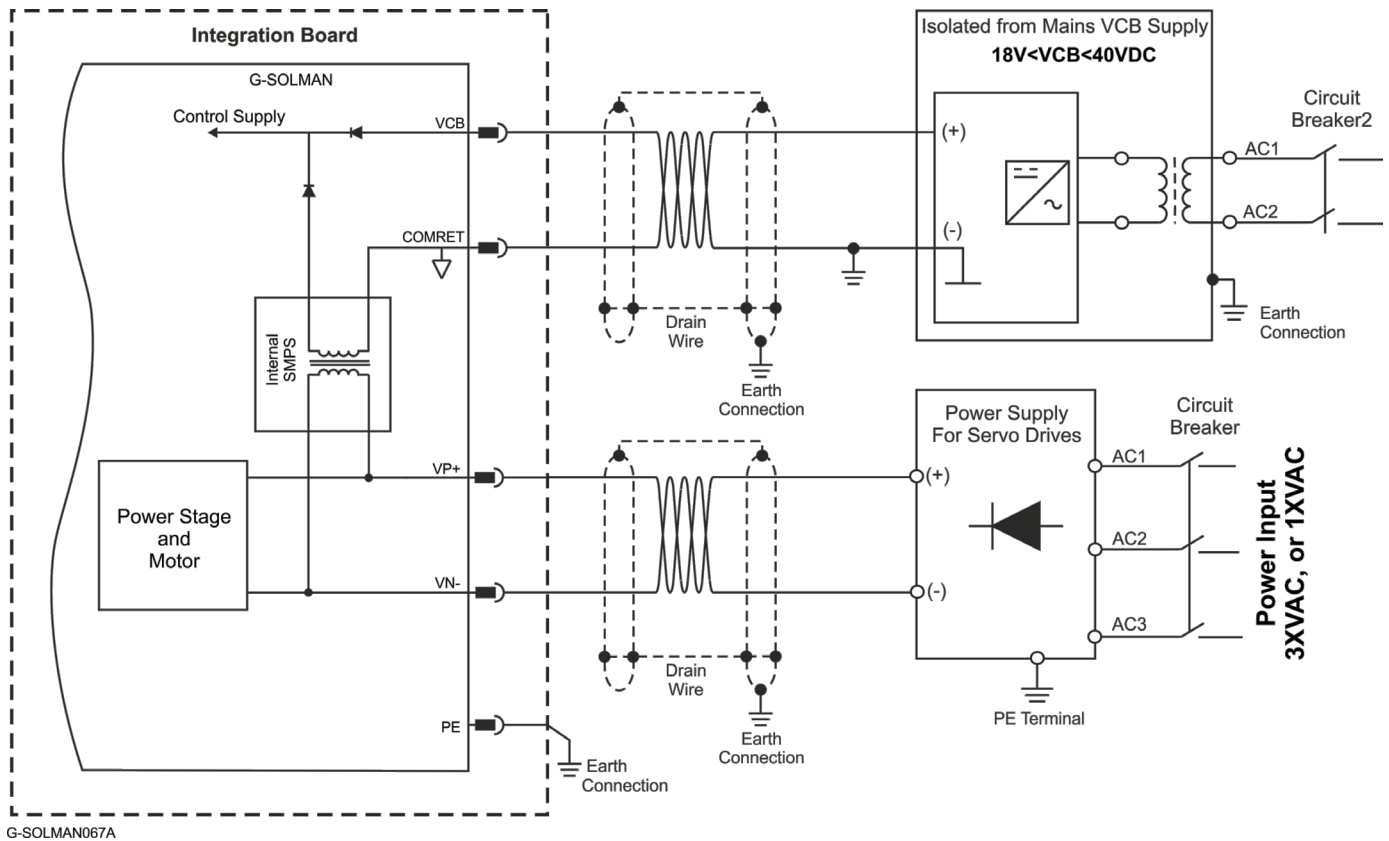 Integration Board
G-SOLMAN
Control Supply
VCB
COMRET
Internal
SMPS
Power Stage
and
Motor
VP+
VN-
PE
Earth
Connection
Drain
Wire
Earth
Connection
Drain
Wire
Earth
Connection
Isolated from Mains VCB Supply
18V<VCB<40VDC
(+)
(-)
AC1
AC2
Circuit
Breaker2
Earth
Connection
Power Supply
For Servo Drives
(+)
(-)
AC1
AC2
AC3
Circuit
Breaker
Power Input
3XVAC, or 1XVAC
PE Terminal
G-SOLMAN067A